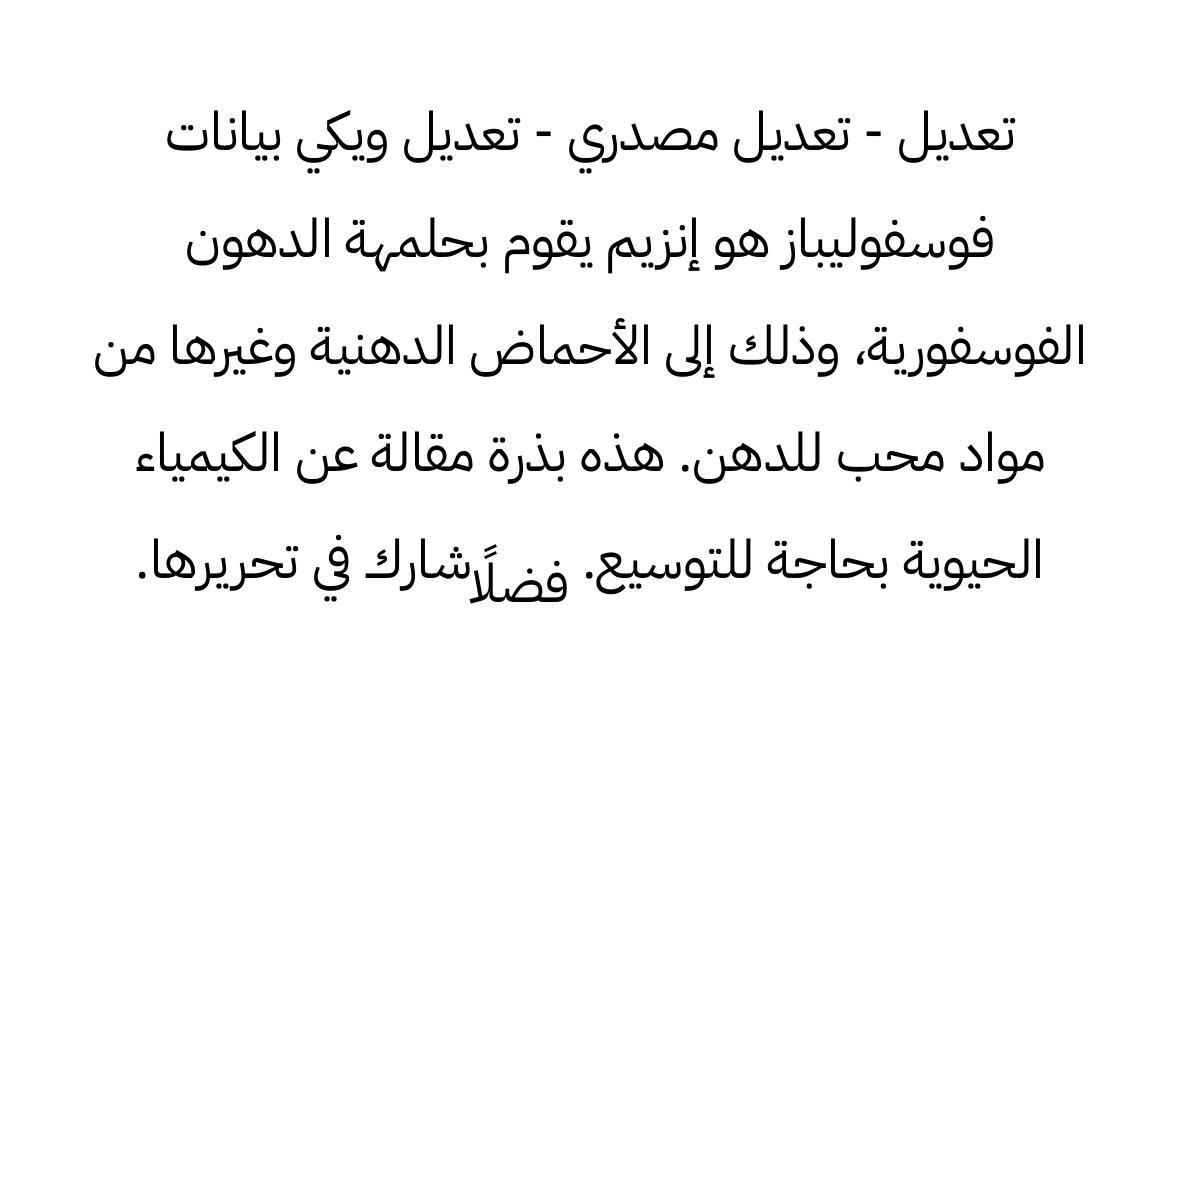 تعديل - تعديل مصدري - تعديل ويكي بيانات
فوسفوليباز هو إنزيم يقوم بحلمهة الدهون
الفوسفورية، وذلك إلى الأحماض الدهنية وغيرها من
مواد محب للدهن. هذه بذرة مقالة عن الكيمياء
الحيوية بحاجة للتوسيع. فضلًا شارك في تحريرها.